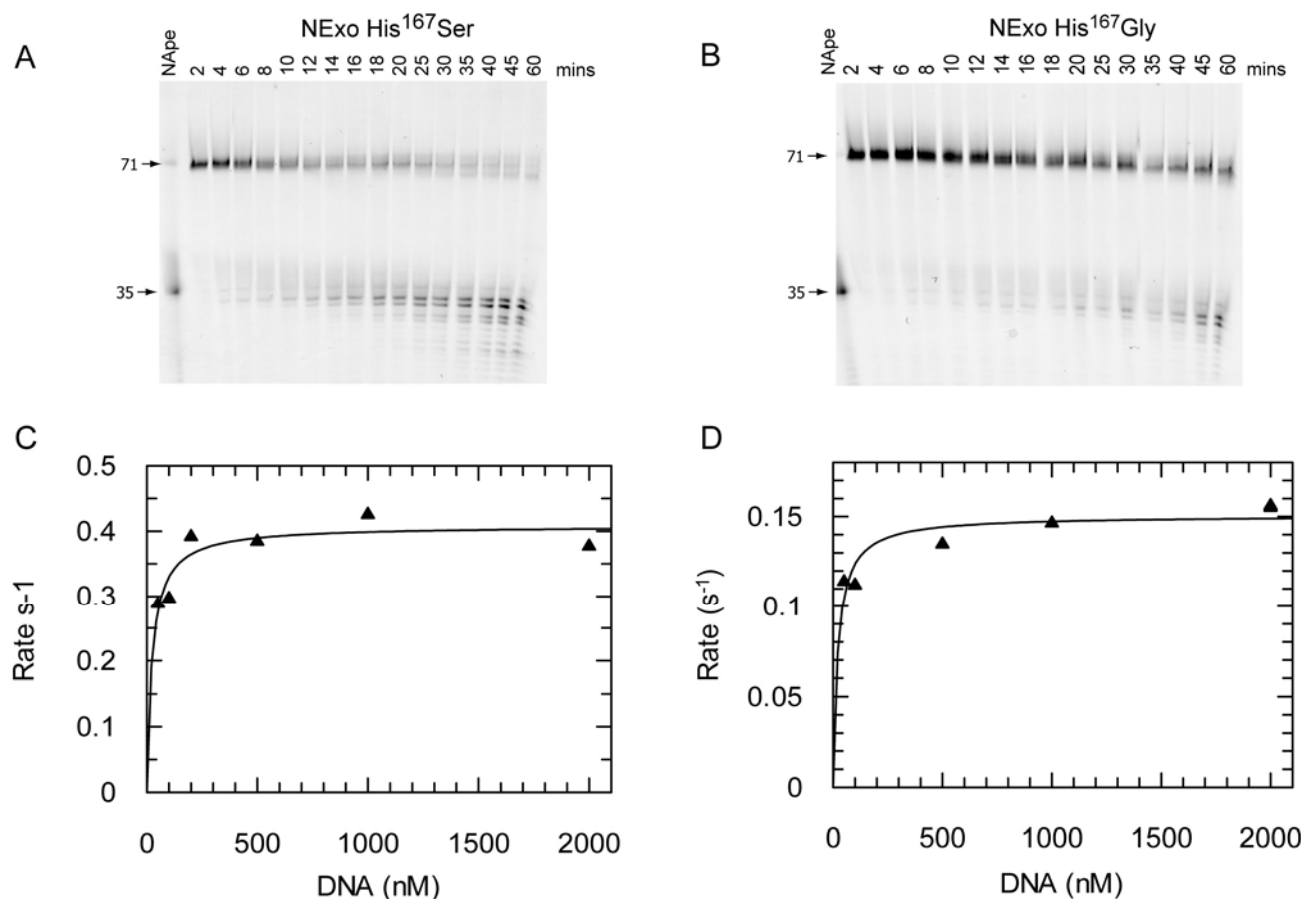 A
NExo His¹⁶⁷Ser
NApe 2 4 6 8 10 12 14 16 18 20 25 30 35 40 45 60 mins
71
35
B
NExo His¹⁶⁷Gly
NApe 2 4 6 8 10 12 14 16 18 20 25 30 35 40 45 60 mins
71
35
C
Rate s-1
0.5
0.4
0.3
0.2
0.1
0
0 500 1000 1500 2000
DNA (nM)
D
Rate (s⁻¹)
0.15
0.1
0.05
0
0 500 1000 1500 2000
DNA (nM)